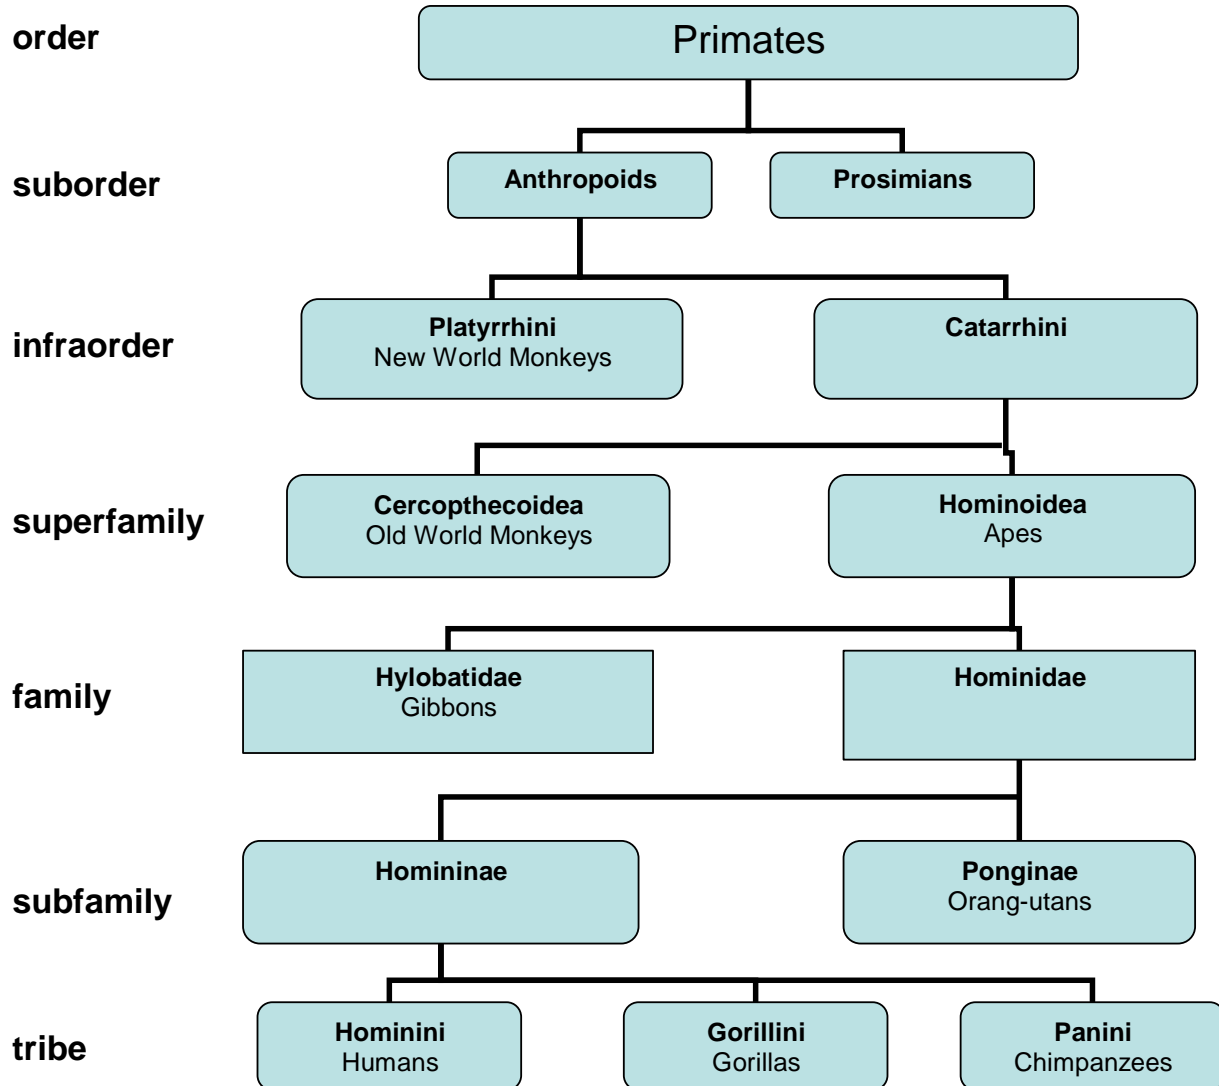 order
Primates
suborder
Anthropoids
Prosimians
infraorder
Platyrrhini
New World Monkeys
Catarrhini
superfamily
Cercopthecoidea
Old World Monkeys
Hominoidea
Apes
family
Hylobatidae
Gibbons
Hominidae
subfamily
Homininae
Ponginae
Orang-utans
tribe
Hominini
Humans
Gorillini
Gorillas
Panini
Chimpanzees